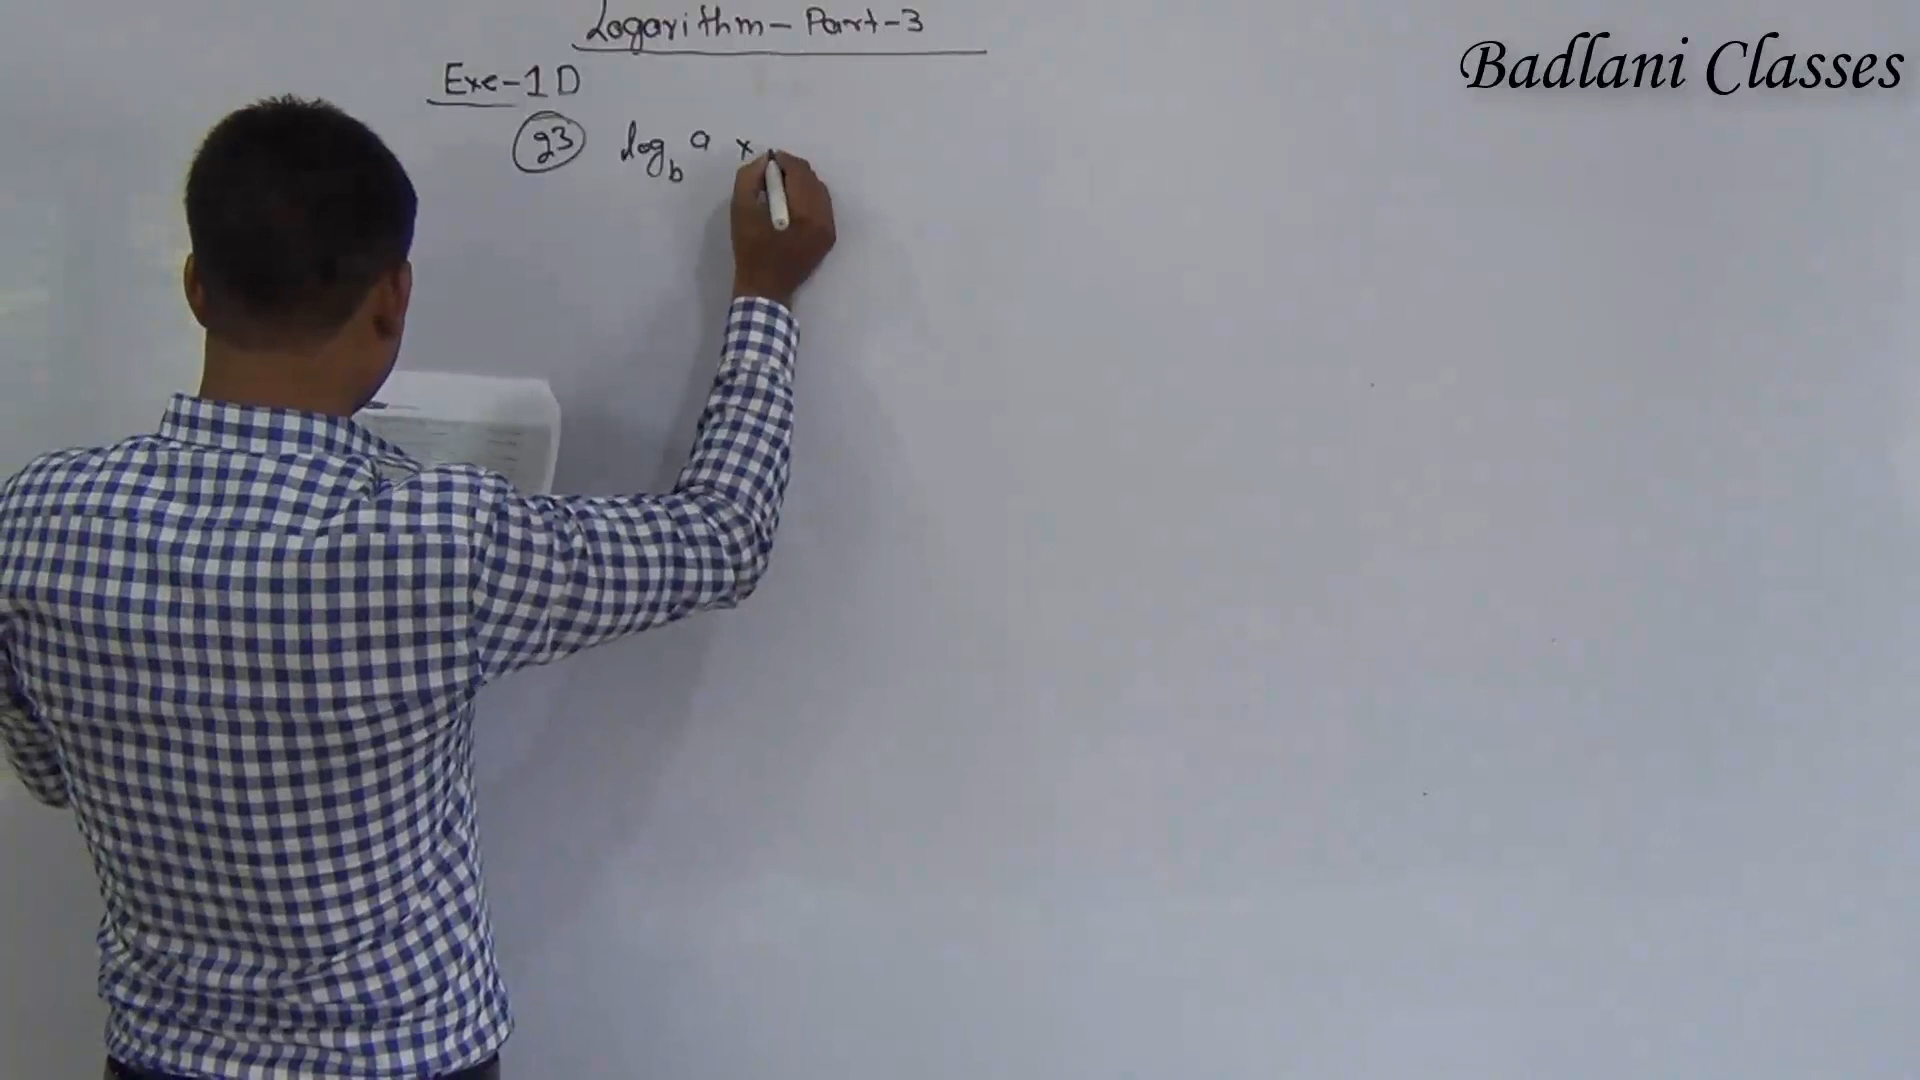 Logarithm - Part-3
Badlani Classes
Exe-1D
23 log_b a ×